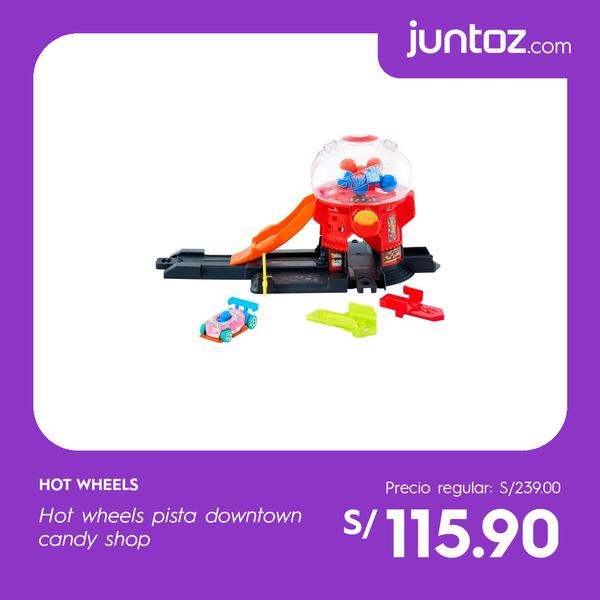 juntoz.com
HOT WHEELS
Hot wheels pista downtown
candy shop
Precio regular: S/239.00
S/115.90